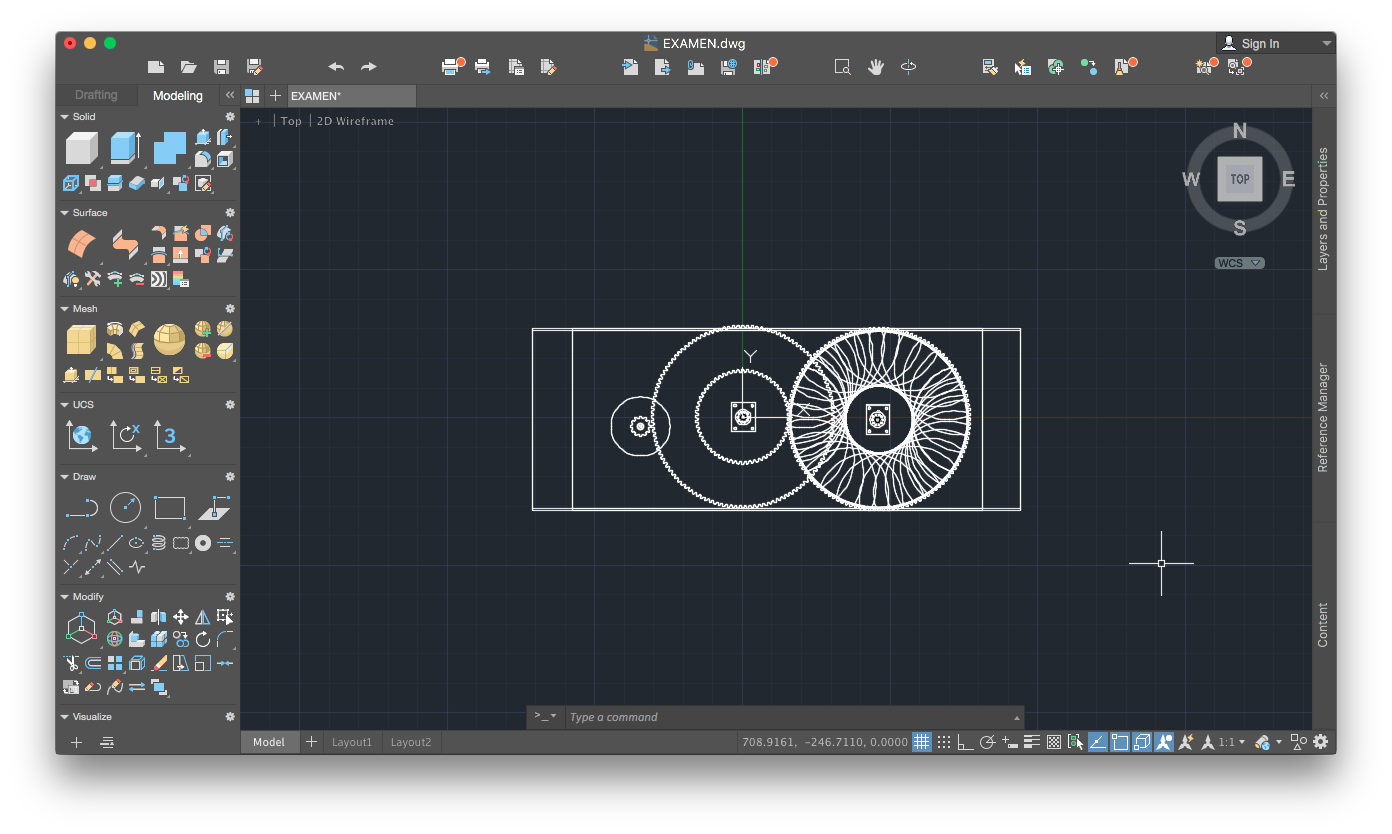 EXAMEN.dwg
Sign In
Drafting
Modeling
EXAMEN*
Solid
+ | Top | 2D Wireframe
N
W
TOP
E
S
WCS
Surface
Mesh
UCS
X
3
Draw
Modify
Visualize
Y
X
Layers and Properties
Reference Manager
Content
>_
Type a command
Model
Layout1
Layout2
708.9161, -246.7110, 0.0000
1:1